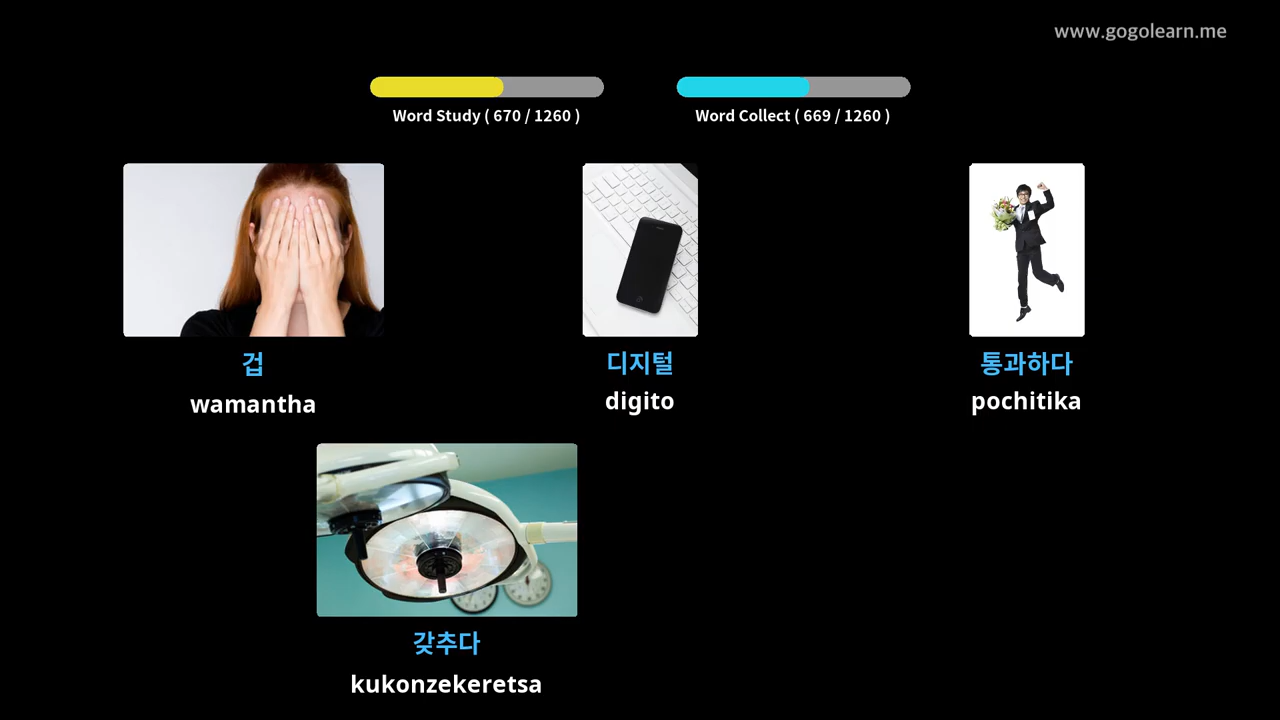 www.gogolearn.me
Word Study ( 670 / 1260 )
Word Collect ( 669 / 1260 )
겁
디지털
통과하다
wamantha
digito
pochitika
갖추다
kukonzekeretsa